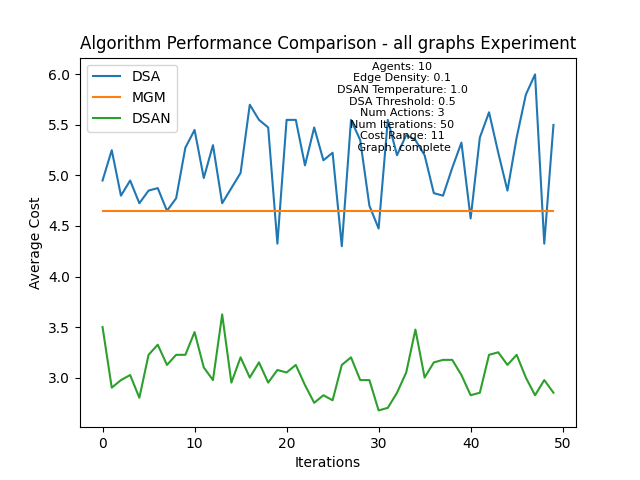 Algorithm Performance Comparison - all graphs Experiment
DSA
MGM
DSAN
Agents: 10
Edge Density: 0.1
DSAN Temperature: 1.0
DSA Threshold: 0.5
Num Actions: 3
Num Iterations: 50
Cost Range: 11
Graph: complete
6.0
5.5
5.0
4.5
4.0
3.5
3.0
Average Cost
0 10 20 30 40 50
Iterations